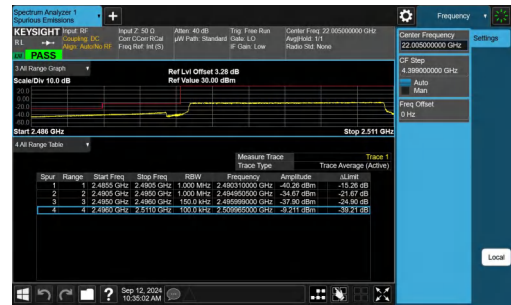 Spectrum Analyzer 1
Spurious Emissions
Frequency
KEYSIGHT Input: RF Input Z: 50 Ω Atten: 40 dB Trig: Free Run Center Freq: 22.005000000 GHz
R L Coupling: DC Corr CCorr RCal µW Path: Standard Gate: LO Avg|Hold: 1/1
Align: Auto/No RF Freq Ref: Int (S) IF Gain: Low Radio Std: None
PASS
Center Frequency
22.005000000 GHz
Settings
CF Step
4.399000000 GHz
Auto
Man
Freq Offset
0 Hz
Local
3 All Range Graph
Scale/Div 10.0 dB
Ref Lvl Offset 3.28 dB
Ref Value 30.00 dBm
20.0
10.0
0.00
-20.0
-40.0
-60.0
Start 2.486 GHz Stop 2.511 GHz
4 All Range Table
Measure Trace Trace 1
Trace Type Trace Average (Active)
Spur Range Start Freq Stop Freq RBW Frequency Amplitude ΔLimit
1 1 2.4855 GHz 2.4905 GHz 1.000 MHz 2.490310000 GHz -40.26 dBm -15.26 dB
2 2 2.4905 GHz 2.4950 GHz 1.000 MHz 2.494950500 GHz -34.67 dBm -21.67 dB
3 3 2.4950 GHz 2.4960 GHz 150.0 kHz 2.495999000 GHz -37.90 dBm -24.90 dB
4 4 2.4960 GHz 2.5110 GHz 100.0 kHz 2.509965000 GHz -9.211 dBm -39.21 dB
Sep 12, 2024
10:35:02 AM